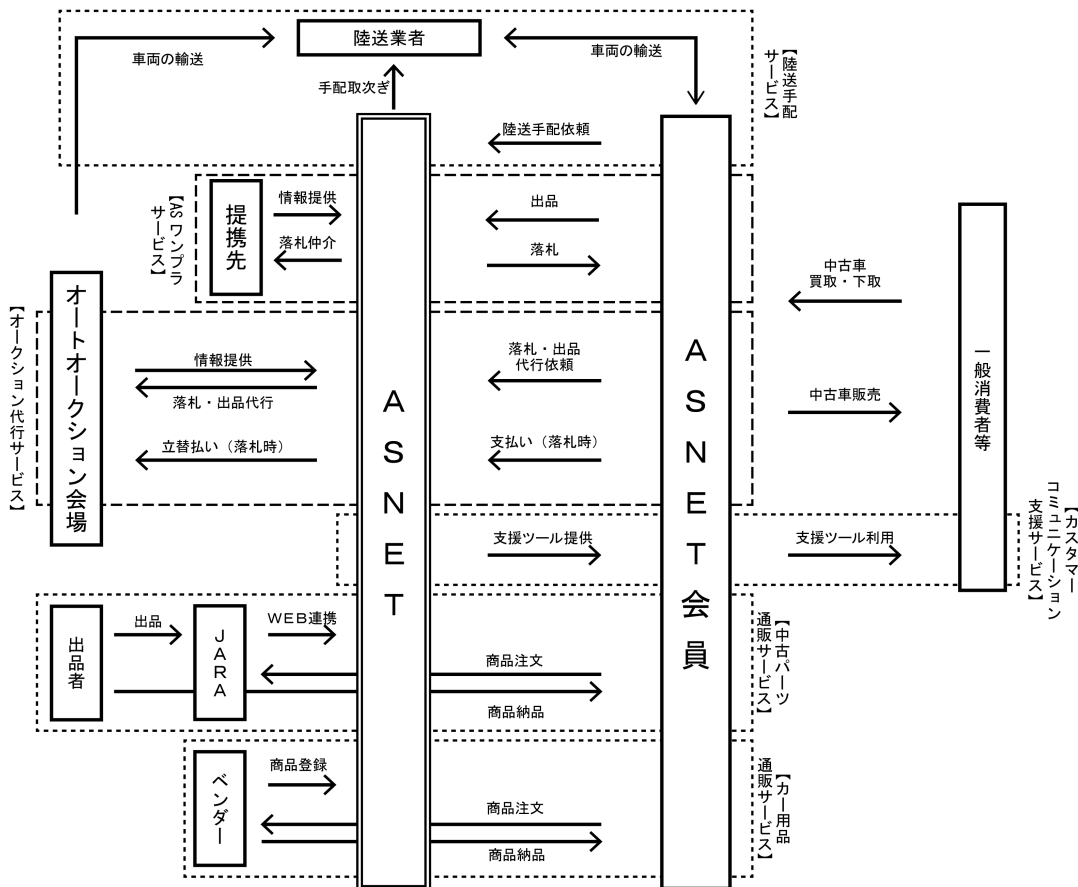 陸送業者
車両の輸送
車両の輸送
手配取次ぎ
陸送手配依頼
【陸送手配
サービス】
【AS ワンプラ
サービス】
提携先
情報提供
落札仲介
出品
落札
中古車
買取・下取
中古車販売
一般消費者等
【オークション代行サービス】
オートオークション会場
情報提供
落札・出品代行
立替払い（落札時）
落札・出品
代行依頼
支払い（落札時）
ASNET
ASNET会員
支援ツール提供
支援ツール利用
【カスタマー
コミュニケーション
支援サービス】
出品者
出品
JARA
WEB連携
商品注文
商品納品
【中古パーツ
通販サービス】
ベンダー
商品登録
商品注文
商品納品
【カー用品
通販サービス】